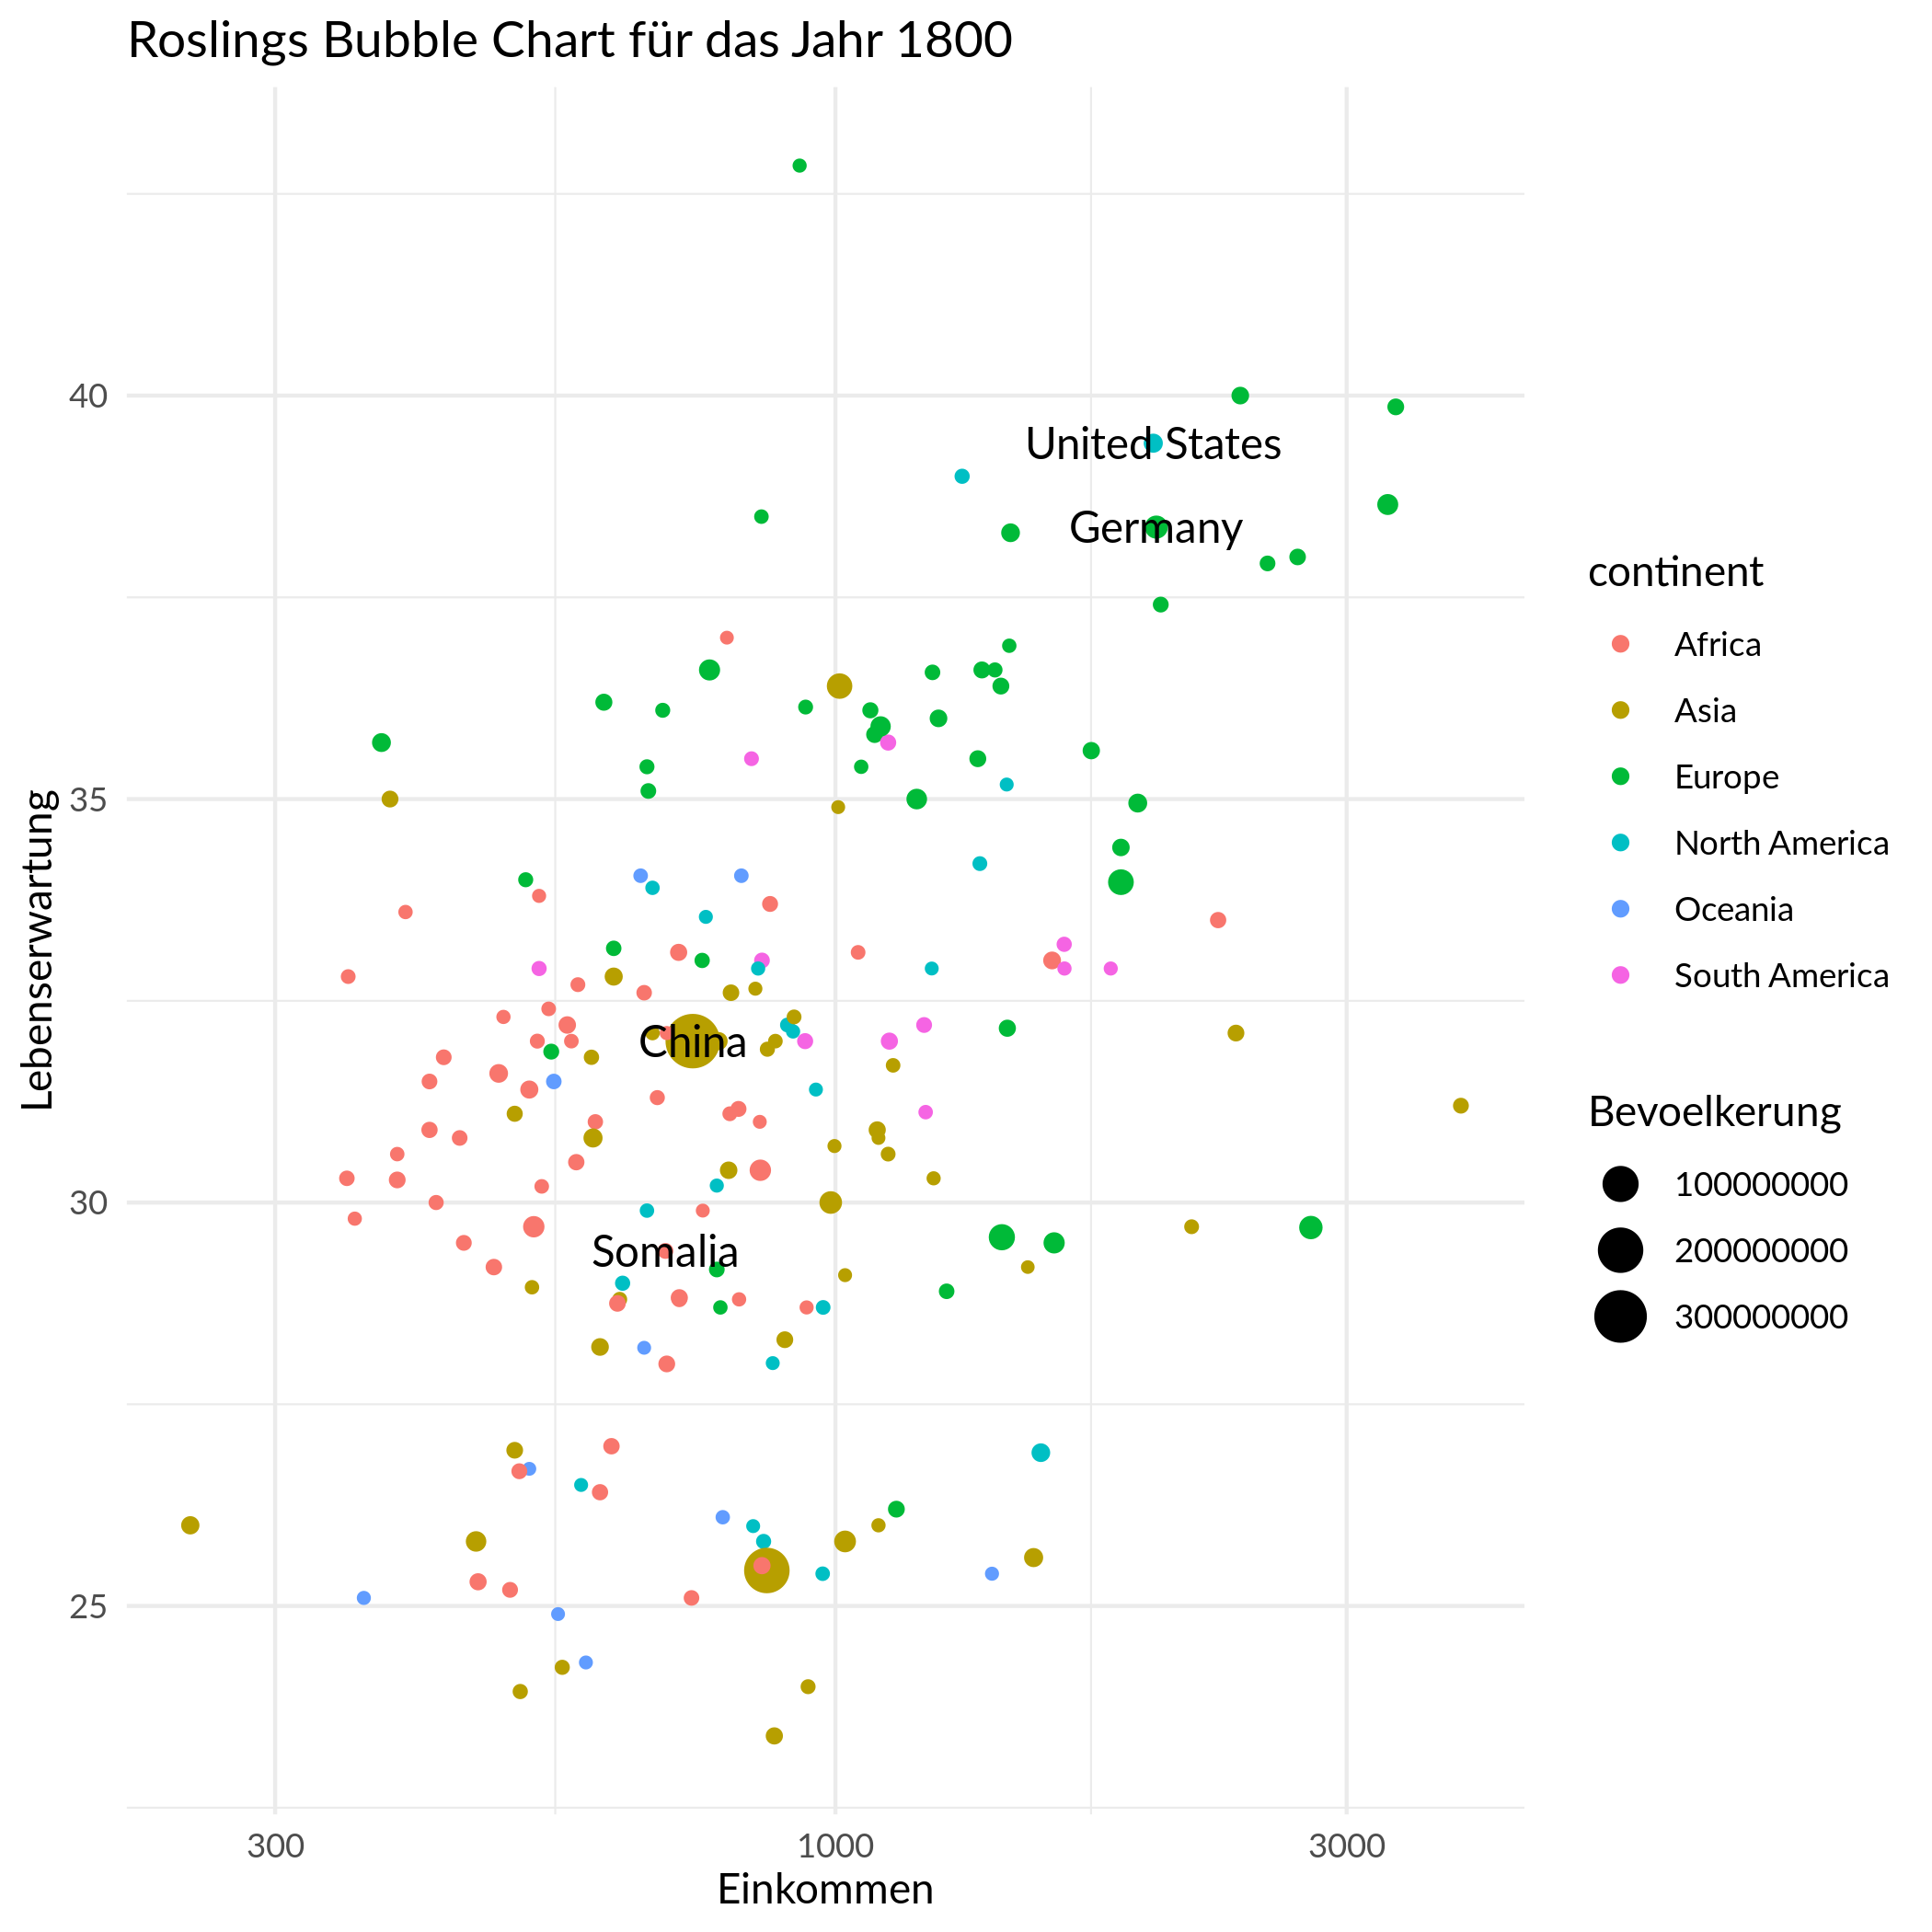 Roslings Bubble Chart für das Jahr 1800
Lebenserwartung
40
35
30
25
United States
Germany
China
Somalia
300
1000
3000
Einkommen
continent
Africa
Asia
Europe
North America
Oceania
South America
Bevoelkerung
100000000
200000000
300000000